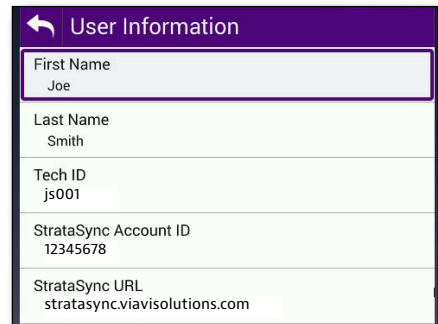 User Information
First Name
Joe
Last Name
Smith
Tech ID
js001
StrataSync Account ID
12345678
StrataSync URL
stratasync.viavisolutions.com